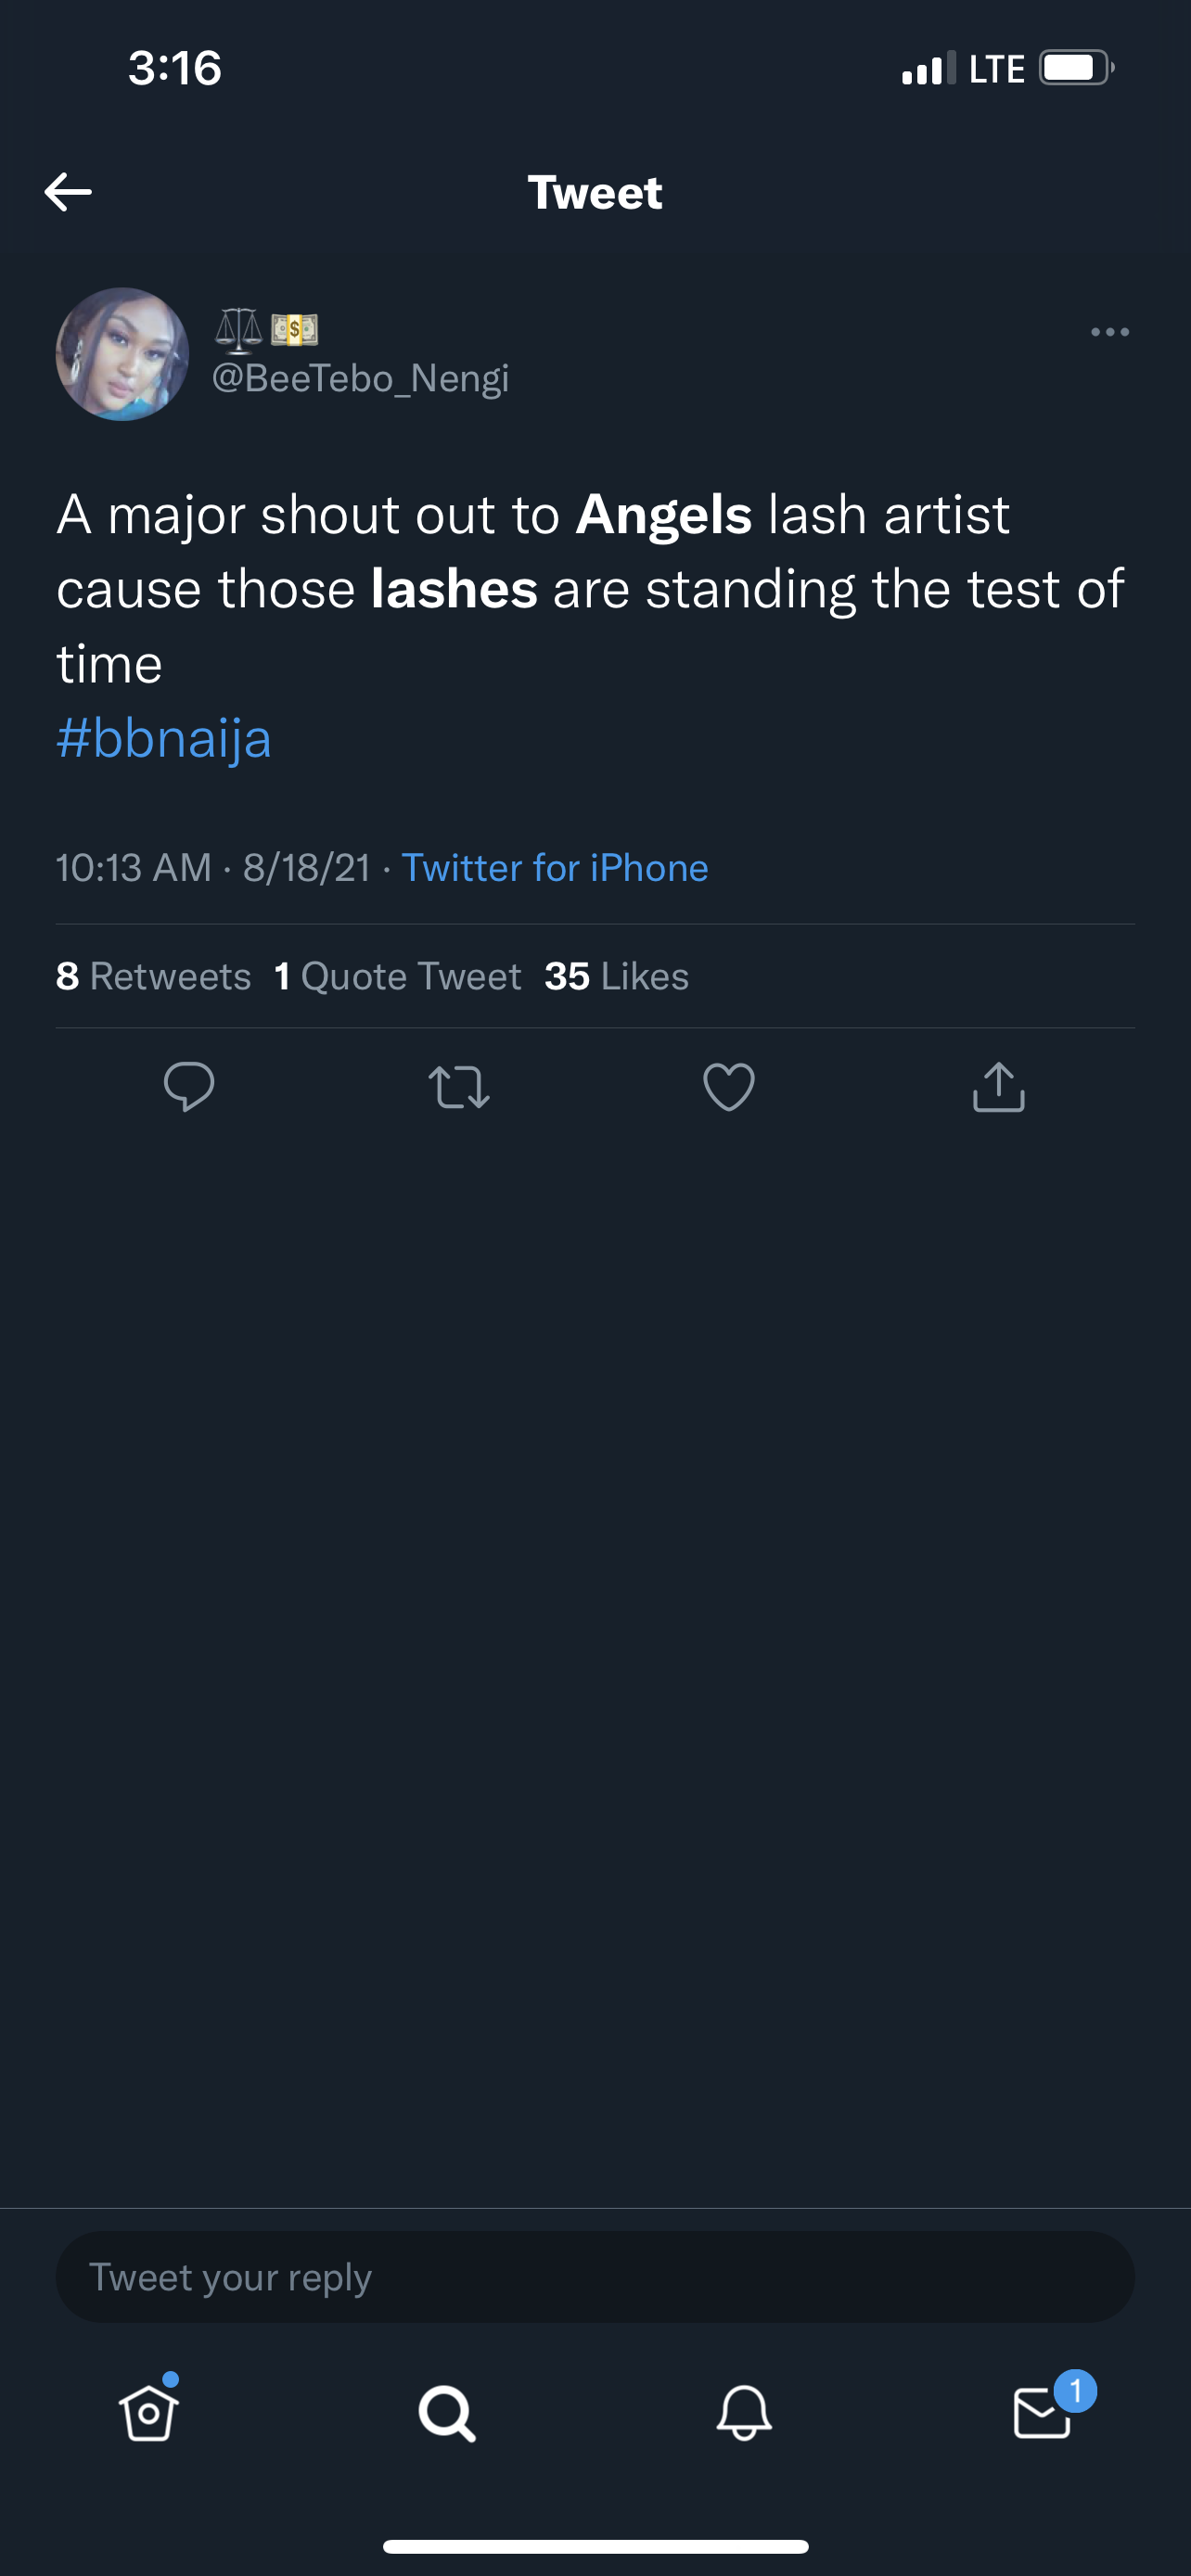 3:16 LTE
Tweet
⚖️💵
@BeeTebo_Nengi
A major shout out to Angels lash artist
cause those lashes are standing the test of
time
#bbnaija
10:13 AM · 8/18/21 · Twitter for iPhone
8 Retweets 1 Quote Tweet 35 Likes
Tweet your reply
1